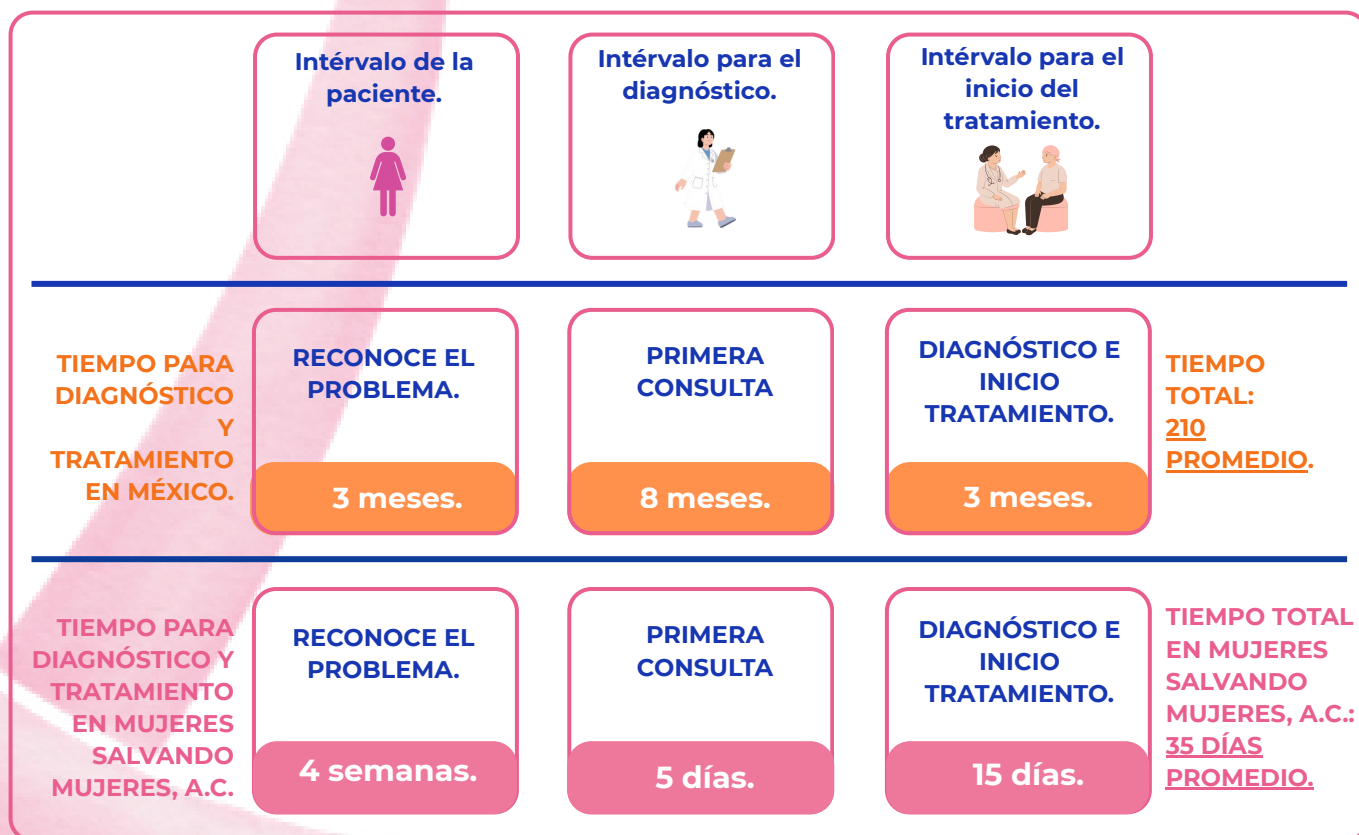 Intérvalo de la
paciente.
Intérvalo para el
diagnóstico.
Intérvalo para el
inicio del
tratamiento.
TIEMPO PARA
DIAGNÓSTICO
Y
TRATAMIENTO
EN MÉXICO.
RECONOCE EL
PROBLEMA.
3 meses.
PRIMERA
CONSULTA
8 meses.
DIAGNÓSTICO E
INICIO
TRATAMIENTO.
3 meses.
TIEMPO
TOTAL:
210
PROMEDIO.
TIEMPO PARA
DIAGNÓSTICO Y
TRATAMIENTO
EN MUJERES
SALVANDO
MUJERES, A.C.
RECONOCE EL
PROBLEMA.
4 semanas.
PRIMERA
CONSULTA
5 días.
DIAGNÓSTICO E
INICIO
TRATAMIENTO.
15 días.
TIEMPO TOTAL
EN MUJERES
SALVANDO
MUJERES, A.C.:
35 DÍAS
PROMEDIO.